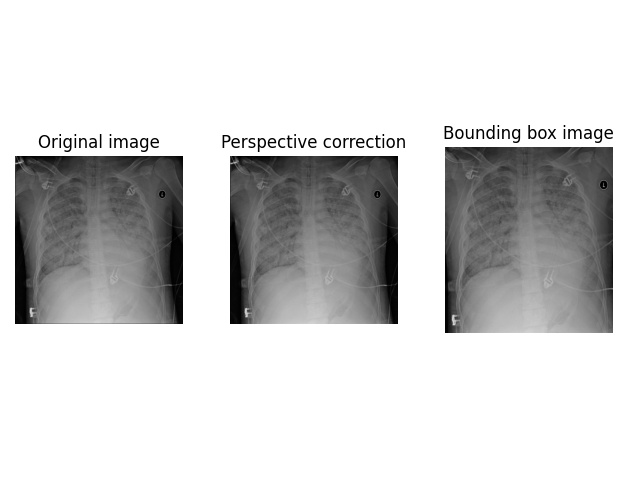 Original image
Perspective correction
Bounding box image
F